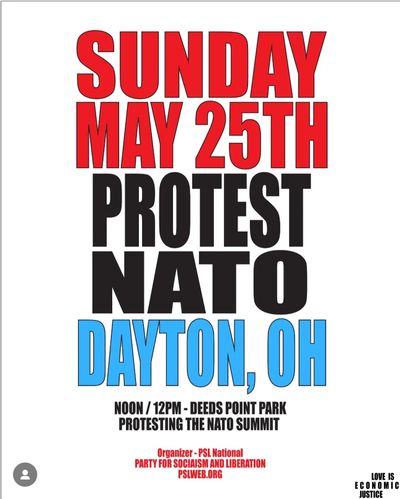 SUNDAY
MAY 25TH
PROTEST
NATO
DAYTON, OH
NOON / 12PM - DEEDS POINT PARK
PROTESTING THE NATO SUMMIT
Organizer - PSL National
PARTY FOR SOCIAISM AND LIBERATION
PSLWEB.ORG
LOVE IS
ECONOMIC
JUSTICE